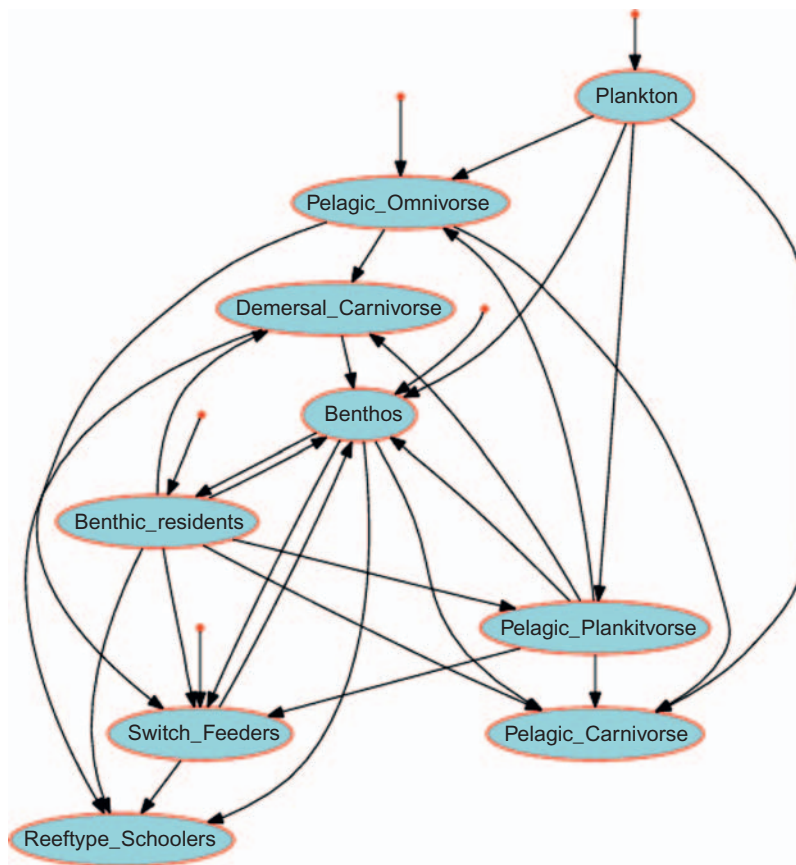 Plankton
Pelagic_Omnivorse
Demersal_Carnivorse
Benthos
Benthic_residents
Pelagic_Plankitvorse
Switch_Feeders
Pelagic_Carnivorse
Reeftype_Schoolers